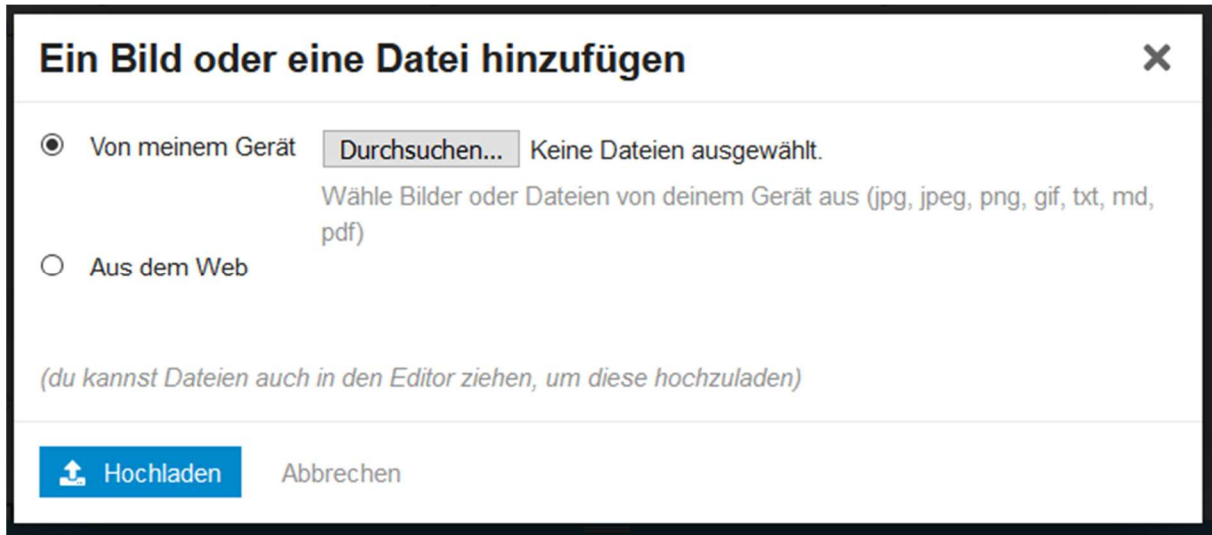 Ein Bild oder eine Datei hinzufügen
Von meinem Gerät Durchsuchen... Keine Dateien ausgewählt.
Wähle Bilder oder Dateien von deinem Gerät aus (jpg, jpeg, png, gif, txt, md,
pdf)
Aus dem Web
(du kannst Dateien auch in den Editor ziehen, um diese hochzuladen)
Hochladen Abbrechen